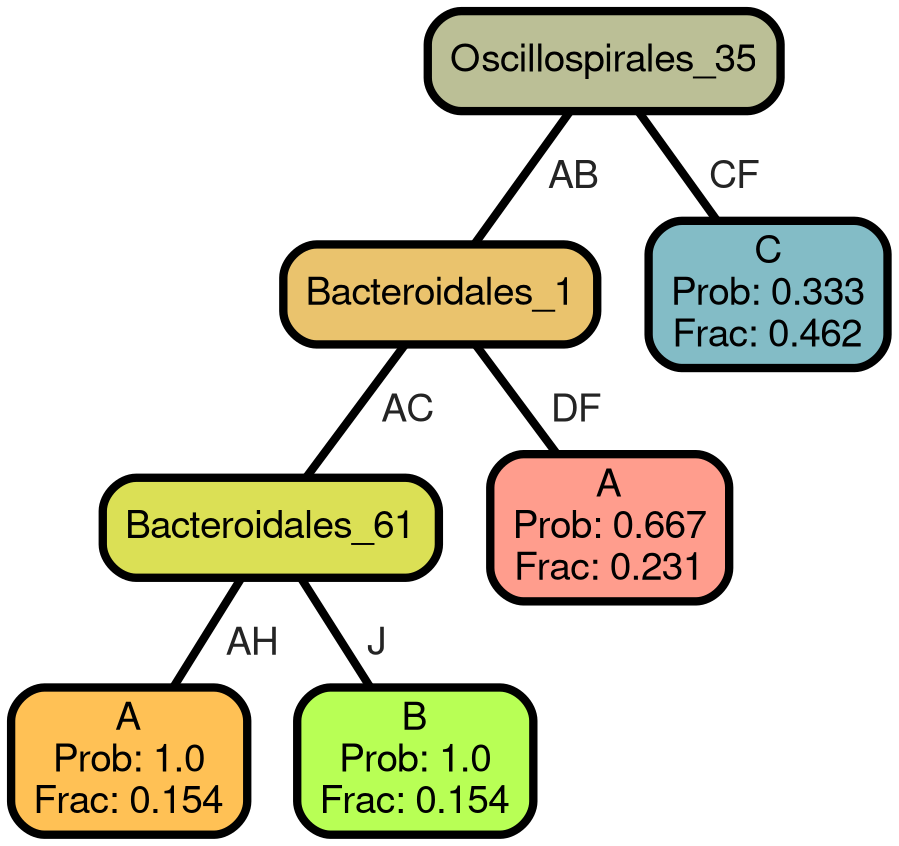 Oscillospirales_35
AB
CF
Bacteroidales_1
C
Prob: 0.333
Frac: 0.462
AC
DF
Bacteroidales_61
A
Prob: 0.667
Frac: 0.231
AH
J
A
Prob: 1.0
Frac: 0.154
B
Prob: 1.0
Frac: 0.154